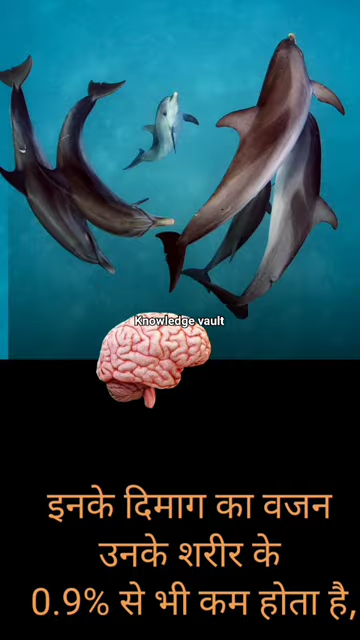 Knowledge vault
इनके दिमाग का वजन
उनके शरीर के
0.9% से भी कम होता है,